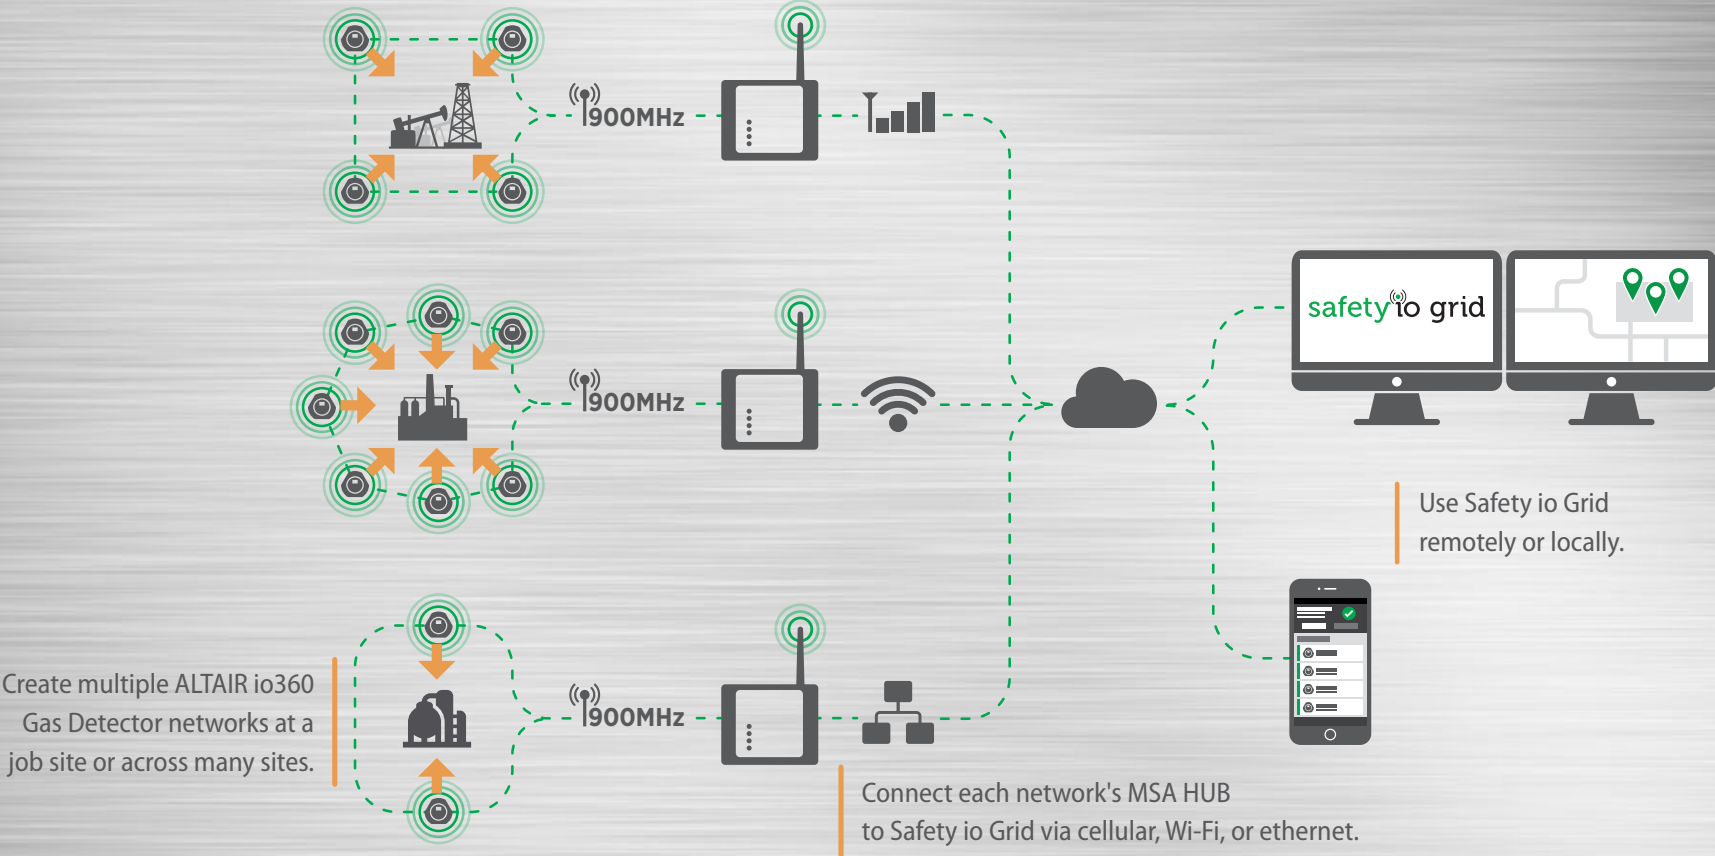 900MHz
900MHz
safety io grid
Use Safety io Grid
remotely or locally.
Create multiple ALTAIR io360
Gas Detector networks at a
job site or across many sites.
900MHz
Connect each network's MSA HUB
to Safety io Grid via cellular, Wi-Fi, or ethernet.